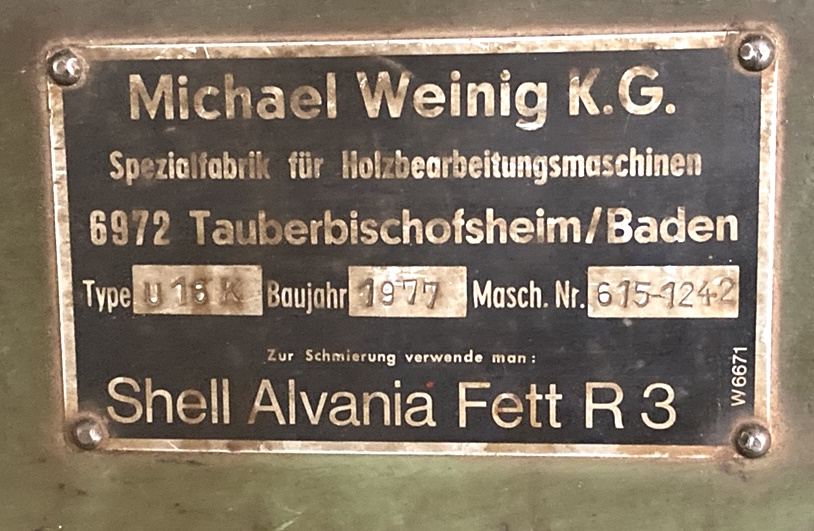 Michael Weinig K.G.
Spezialfabrik für Holzbearbeitungsmaschinen
6972 Tauberbischofsheim/Baden
Type U 18 K Baujahr 1977 Masch. Nr. 615-1242
Zur Schmierung verwende man:
Shell Alvania Fett R 3
W6671